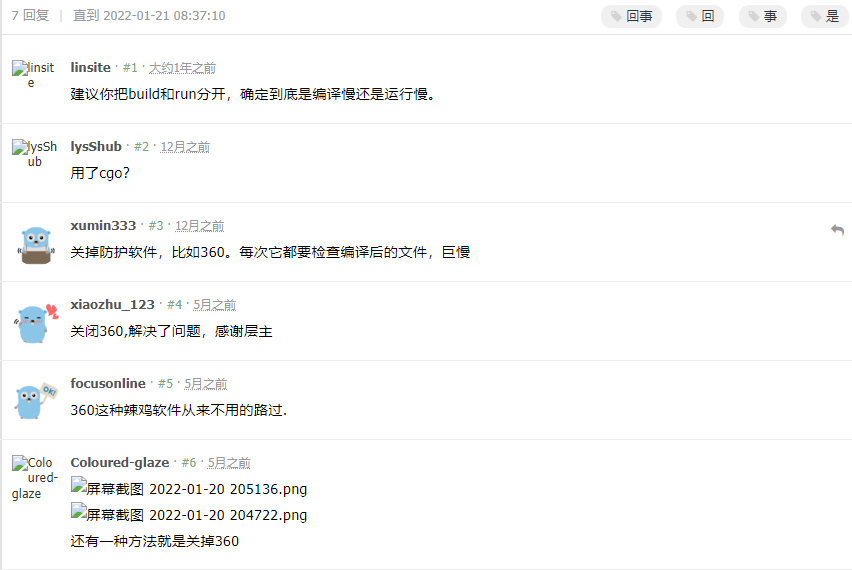 7 回复 | 直到 2022-01-21 08:37:10 回事 回 事 是
linsite
linsite · #1 · 大约1年之前
建议你把build和run分开，确定到底是编译慢还是运行慢。
lysShub
lysShub · #2 · 12月之前
用了cgo?
xumin333 · #3 · 12月之前
关掉防护软件，比如360。每次它都要检查编译后的文件，巨慢
xiaozhu_123 · #4 · 5月之前
关闭360,解决了问题，感谢层主
focusonline · #5 · 5月之前
OK!
360这种辣鸡软件从来不用的路过.
Coloured-glaze
Coloured-glaze · #6 · 5月之前
屏幕截图 2022-01-20 205136.png
屏幕截图 2022-01-20 204722.png
还有一种方法就是关掉360